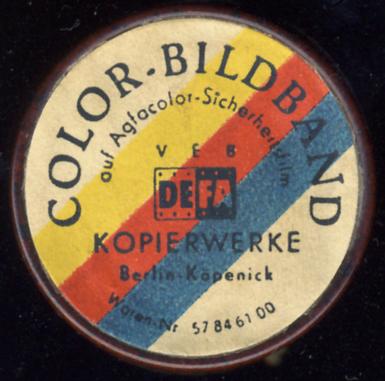 COLOR-BILDBAND
auf Agfacolor-Sicherheitsfilm
VEB
DEFA
KOPIERWERKE
Berlin-Köpenick
Waren-Nr. 57 84 61 00